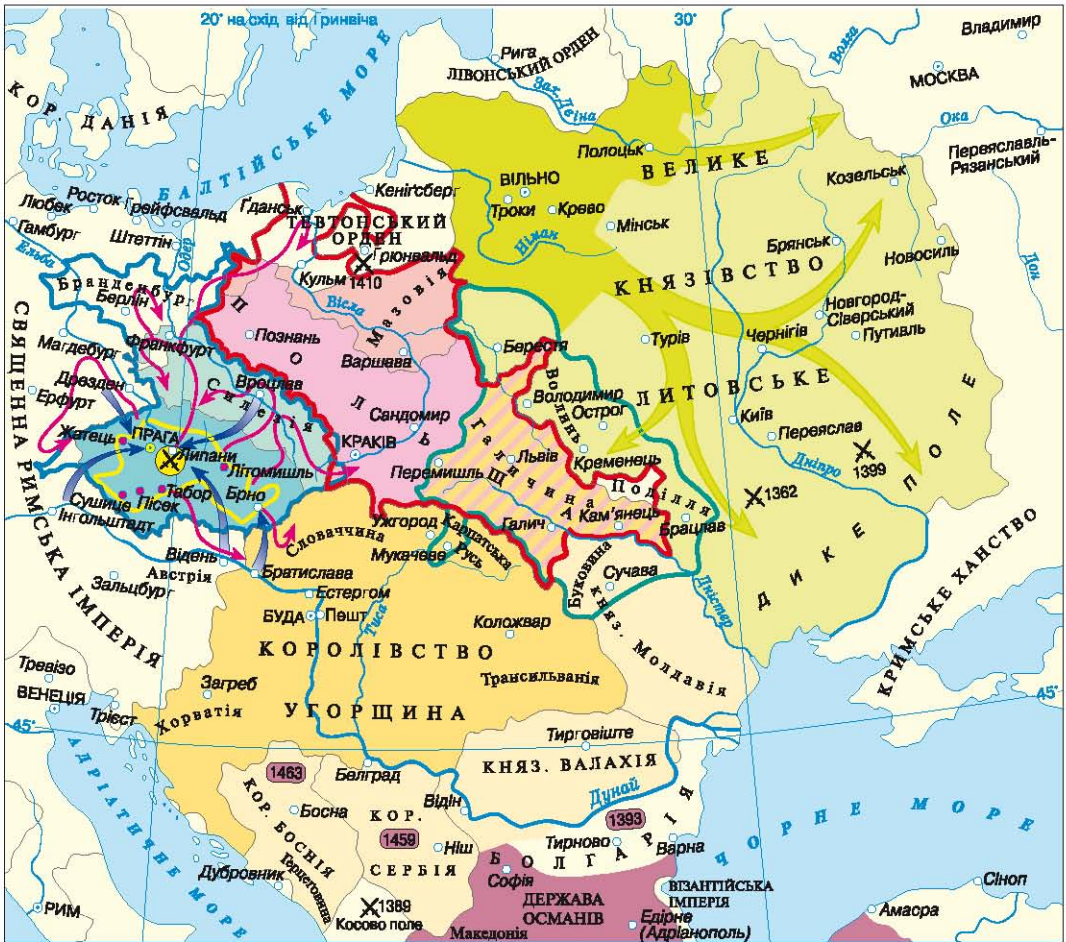 20° на схід від Гринвіча
30°
Владимир
Волга
МОСКВА
Рига
ЛІВОНСЬКИЙ ОРДЕН
Зах. Двіна
Ока
Переяславль-
Рязанський
КОР. ДАНІЯ
БАЛТІЙСЬКЕ МОРЕ
Полоцьк
ВЕЛИКЕ
Козельськ
Кенігсберг
ВІЛЬНО
Троки
Крево
Мінськ
Німан
Любек
Росток
Грейфсвальд
Гамбург
Штеттін
Одер
Ельба
Ґданськ
ТЕВТОНСЬКИЙ
ОРДЕН
Грюнвальд
1410
Кульм
Брянськ
Новосиль
Дон
КНЯЗІВСТВО
Бранденбург
Берлін
Магдебург
Франкфурт
Вісла
Мазовія
Познань
Варшава
ПОЛЬЩА
Новгород-
Сіверський
Путивль
Чернігів
Турів
Берестя
СВЯЩЕННА РИМСЬКА ІМПЕРІЯ
Дрезден
Ерфурт
Вроцлав
Силезія
Сандомир
Володимир
Волинь
Острог
ЛИТОВСЬКЕ
Київ
Переяслав
Жатець
ПРАГА
Липани
Літомишль
КРАКІВ
Перемишль
Галичина
Львів
Кременець
Дніпро
1399
1362
Сушице
Пісек
Табор
Брно
Інгольштадт
Поділля
Кам'янець
Брацлав
Галич
ДИКЕ ПОЛЕ
Відень
Австрія
Зальцбург
Словаччина
Ужгород
Мукачеве
Карпатська
Русь
Братислава
Буковина
Сучава
Дністер
Естергом
БУДА
Пешт
Тиса
Коложвар
КНЯЗ. Молдавія
КРИМСЬКЕ ХАНСТВО
КОРОЛІВСТВО
УГОРЩИНА
Трансильванія
Тревізо
ВЕНЕЦІЯ
Трієст
45°
45°
Загреб
Хорватія
АДРІАТИЧНЕ МОРЕ
Тирговіште
КНЯЗ. ВАЛАХІЯ
Дунай
1463
Белград
КОР. БОСНІЯ
Босна
Герцеговина
Відін
КОР.
1459
СЕРБІЯ
Ніш
1393
Тирново
Варна
БОЛГАРІЯ
ЧОРНЕ МОРЕ
Дубровник
1389
Косово поле
Софія
ДЕРЖАВА
ОСМАНІВ
Македонія
ВІЗАНТІЙСЬКА
ІМПЕРІЯ
Едірне
(Адріанополь)
РИМ
Сіноп
Амасра